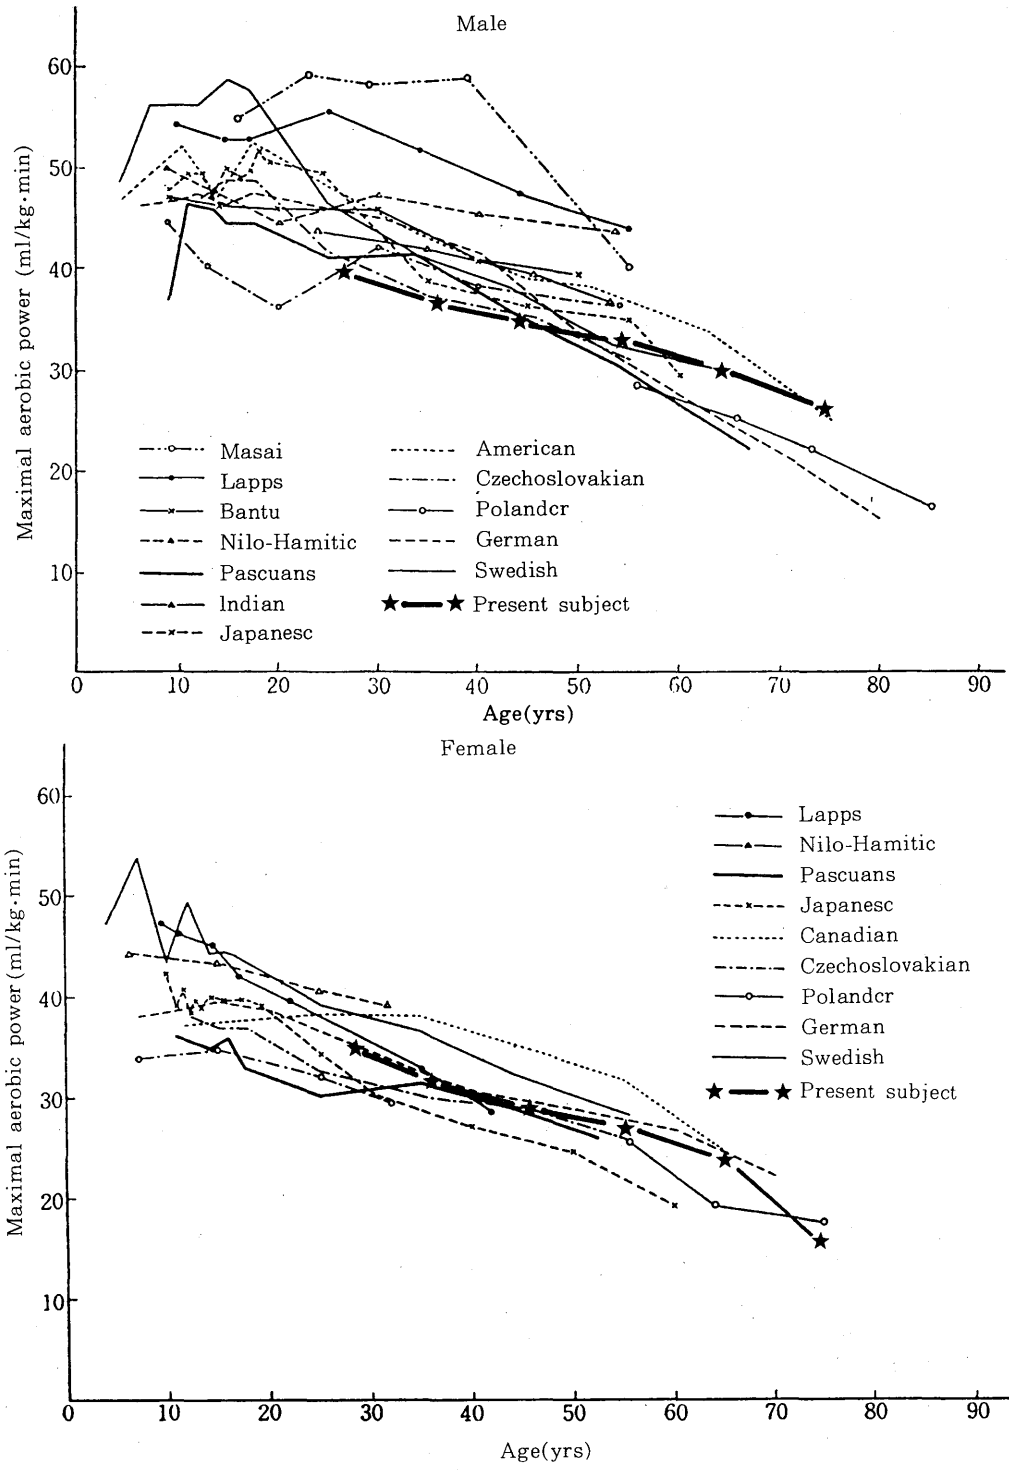 Male
60
50
40
30
20
10
Maximal aerobic power (ml/kg·min)
Masai
Lapps
Bantu
Nilo-Hamitic
Pascuans
Indian
Japanesc
American
Czechoslovakian
Polandcr
German
Swedish
Present subject
0 10 20 30 40 50 60 70 80 90
Age(yrs)
Female
60
50
40
30
20
10
Maximal aerobic power (ml/kg·min)
Lapps
Nilo-Hamitic
Pascuans
Japanesc
Canadian
Czechoslovakian
Polandcr
German
Swedish
Present subject
0 10 20 30 40 50 60 70 80 90
Age(yrs)